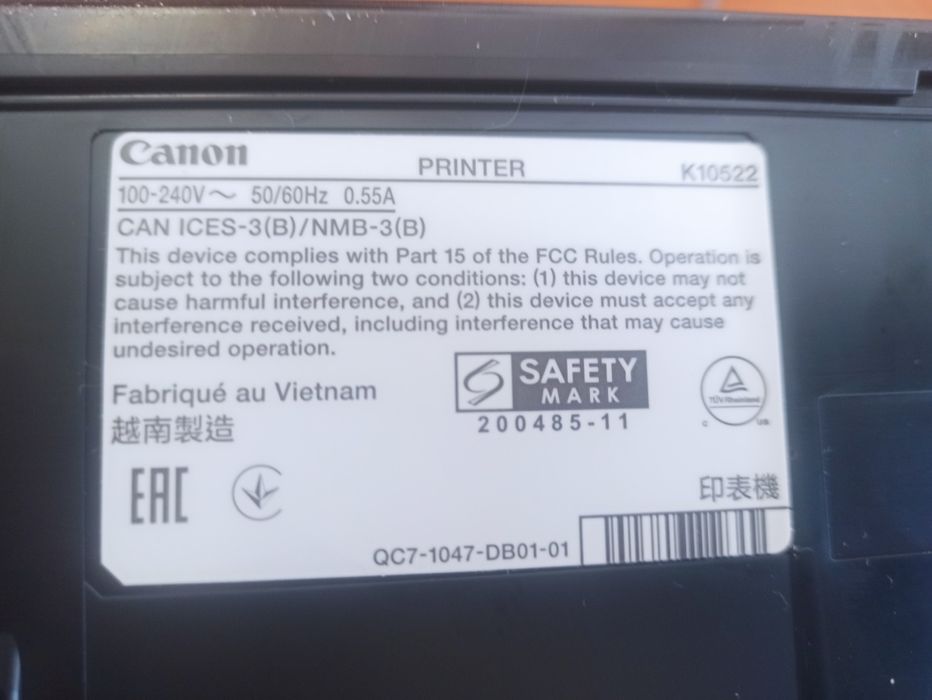 Canon
PRINTER
K10522
100-240V～ 50/60Hz 0.55A
CAN ICES-3(B)/NMB-3(B)
This device complies with Part 15 of the FCC Rules. Operation is
subject to the following two conditions: (1) this device may not
cause harmful interference, and (2) this device must accept any
interference received, including interference that may cause
undesired operation.
SAFETY
MARK
200485-11
TÜVRheinland
C US
Fabriqué au Vietnam
越南製造
EAC
印表機
QC7-1047-DB01-01